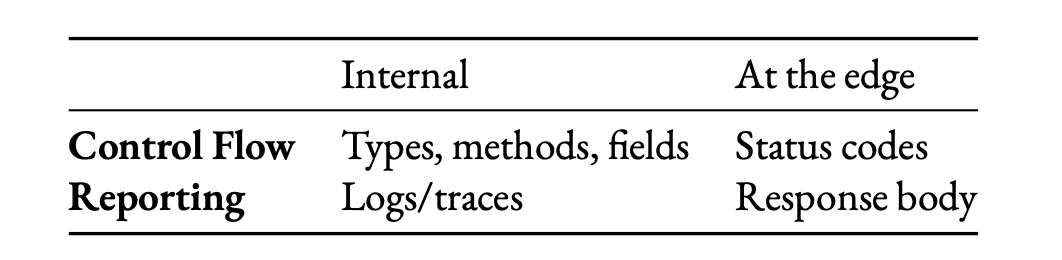 Internal At the edge
Control Flow Types, methods, fields Status codes
Reporting Logs/traces Response body